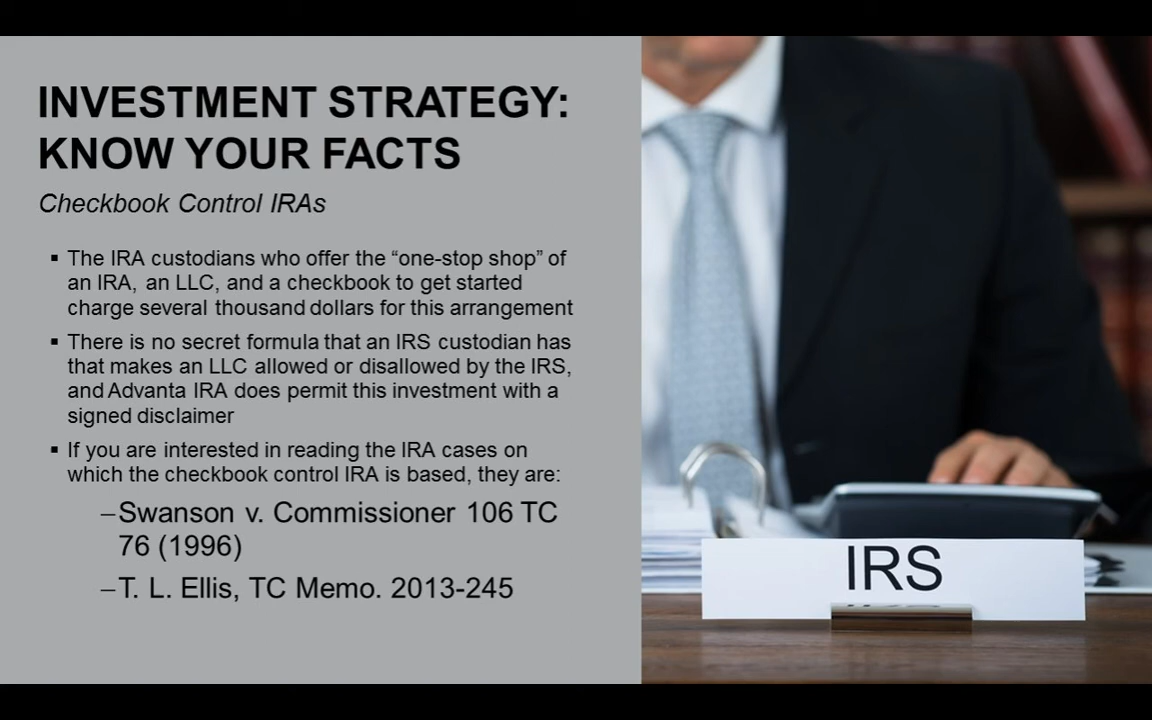 INVESTMENT STRATEGY:
KNOW YOUR FACTS
Checkbook Control IRAs
▪ The IRA custodians who offer the “one-stop shop” of
an IRA, an LLC, and a checkbook to get started
charge several thousand dollars for this arrangement
▪ There is no secret formula that an IRS custodian has
that makes an LLC allowed or disallowed by the IRS,
and Advanta IRA does permit this investment with a
signed disclaimer
▪ If you are interested in reading the IRA cases on
which the checkbook control IRA is based, they are:
–Swanson v. Commissioner 106 TC
76 (1996)
–T. L. Ellis, TC Memo. 2013-245
IRS